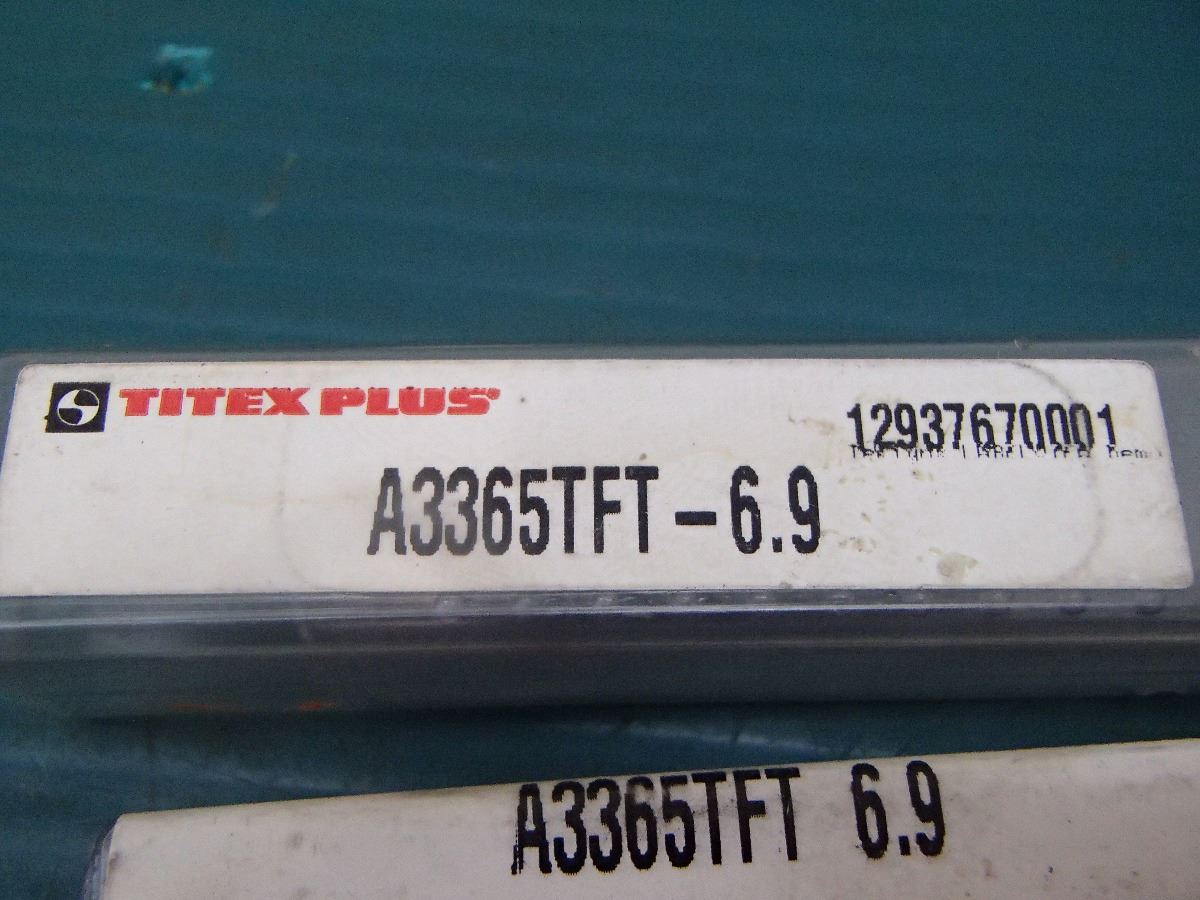 TITEX PLUS
12937670001
A3365TFT-6.9
A3365TFT 6.9